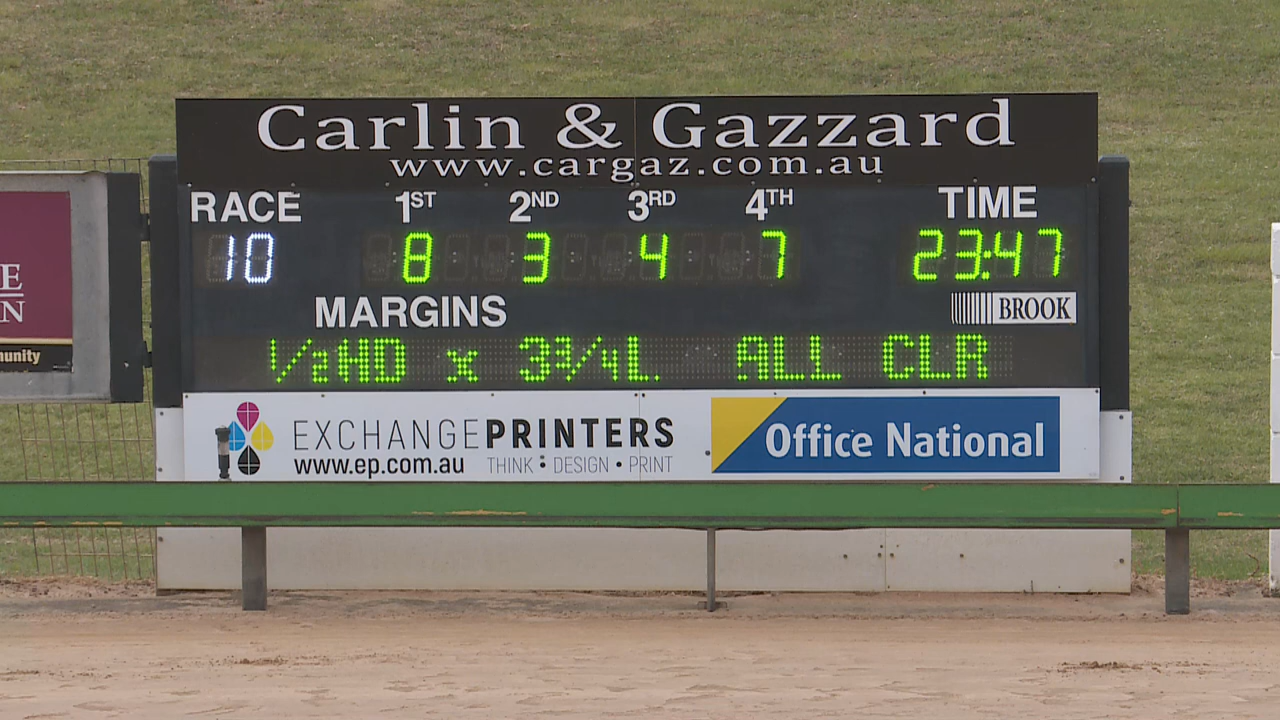 Carlin & Gazzard
www.cargaz.com.au
RACE 1ST 2ND 3RD 4TH TIME
10 8 3 4 7 23:47
MARGINS BROOK
1/2HD x 33/4L ALL CLR
E
N
nunity
EXCHANGEPRINTERS
www.ep.com.au THINK • DESIGN • PRINT
Office National